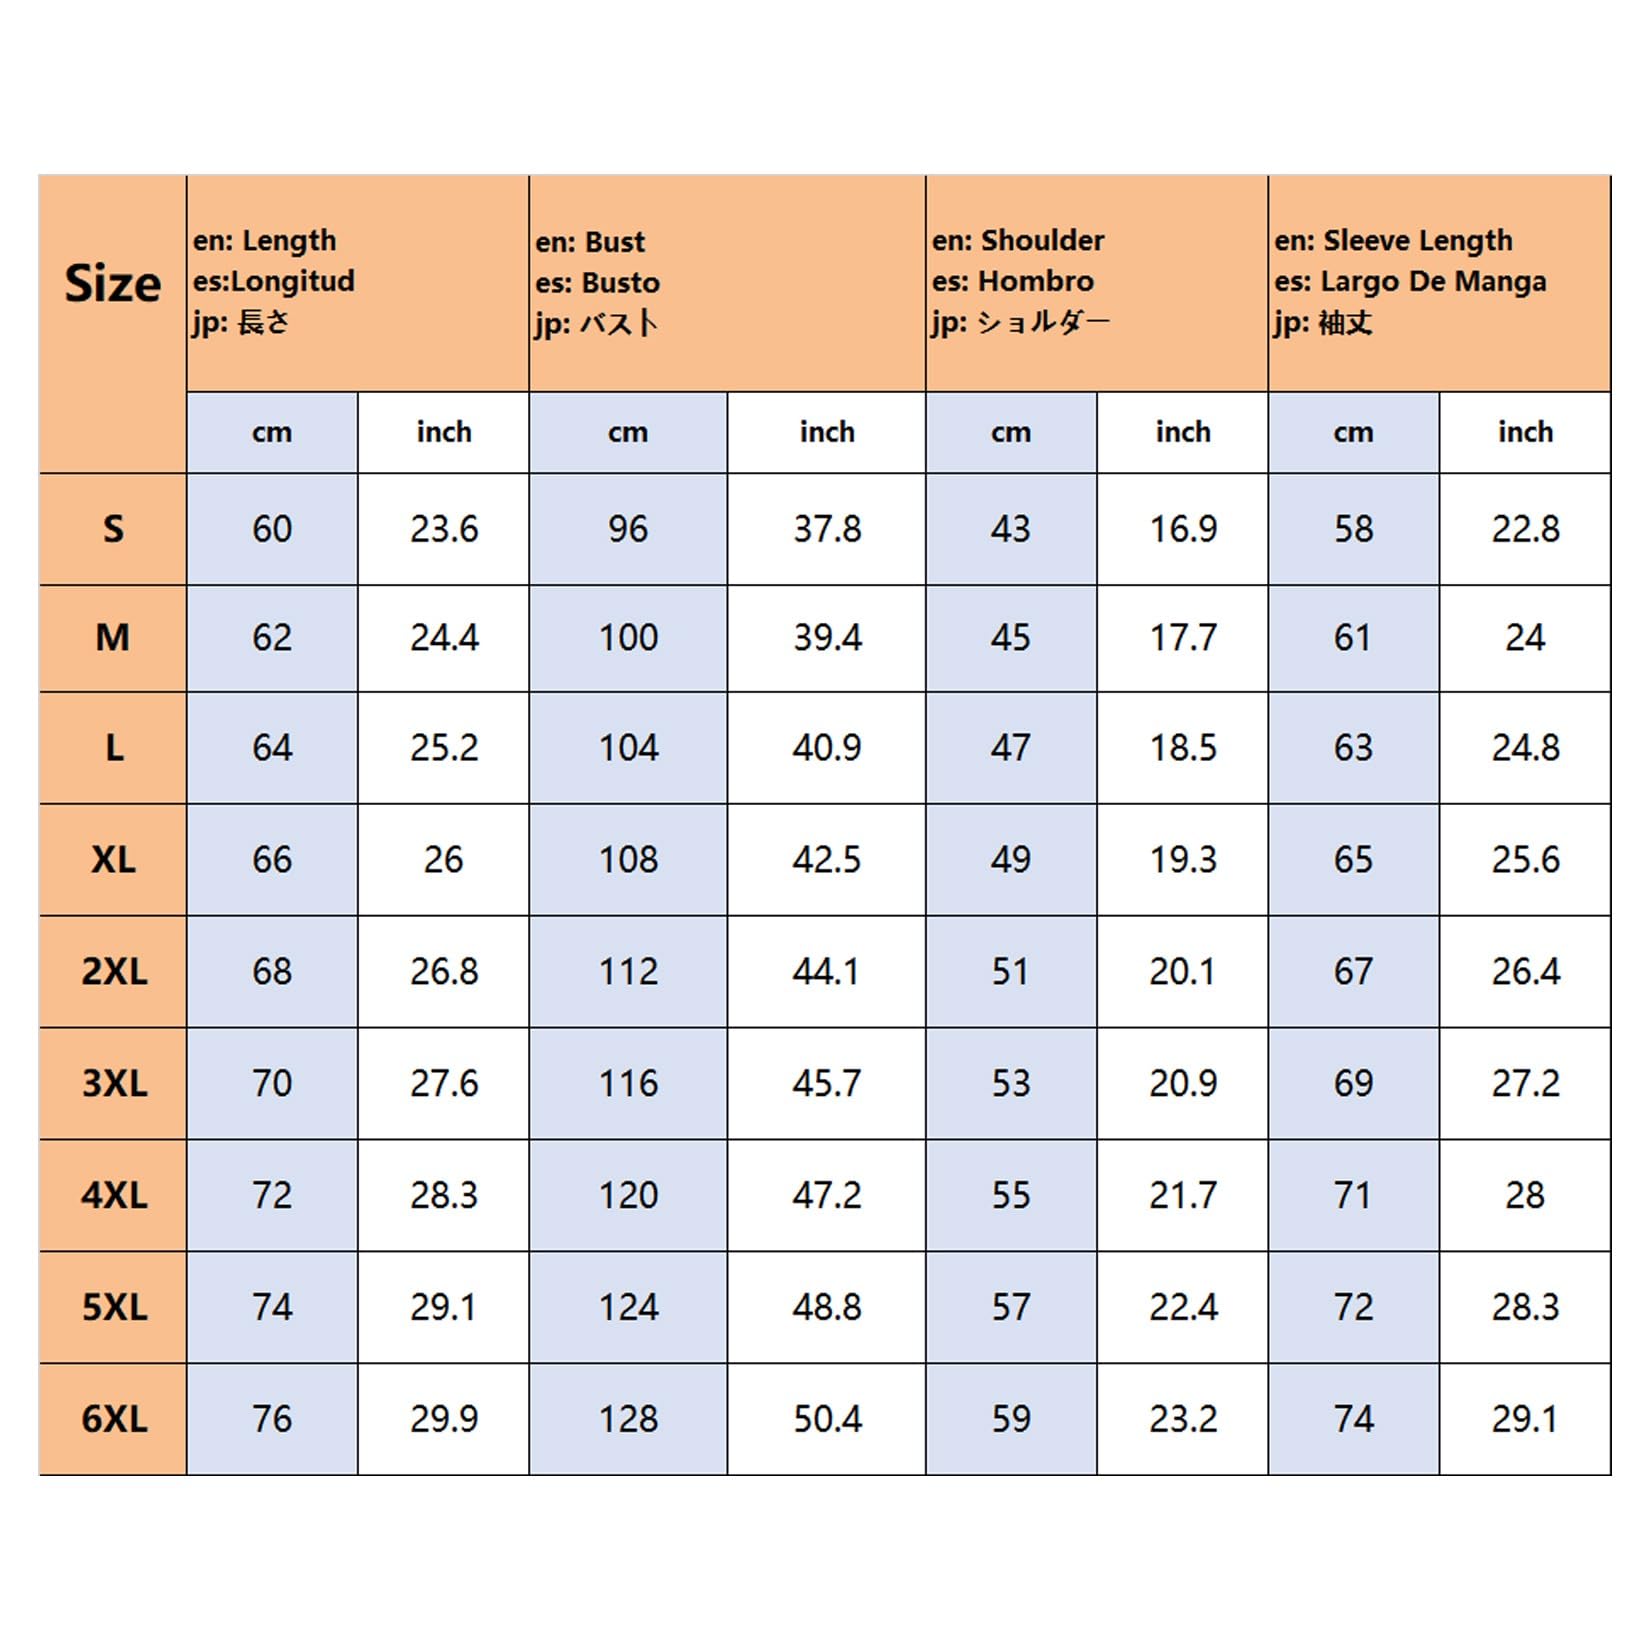 Size
en: Length
es:Longitud
jp: 長さ
en: Bust
es: Busto
jp: バスト
en: Shoulder
es: Hombro
jp: ショルダー
en: Sleeve Length
es: Largo De Manga
jp: 袖丈
cm inch cm inch cm inch cm inch
S 60 23.6 96 37.8 43 16.9 58 22.8
M 62 24.4 100 39.4 45 17.7 61 24
L 64 25.2 104 40.9 47 18.5 63 24.8
XL 66 26 108 42.5 49 19.3 65 25.6
2XL 68 26.8 112 44.1 51 20.1 67 26.4
3XL 70 27.6 116 45.7 53 20.9 69 27.2
4XL 72 28.3 120 47.2 55 21.7 71 28
5XL 74 29.1 124 48.8 57 22.4 72 28.3
6XL 76 29.9 128 50.4 59 23.2 74 29.1